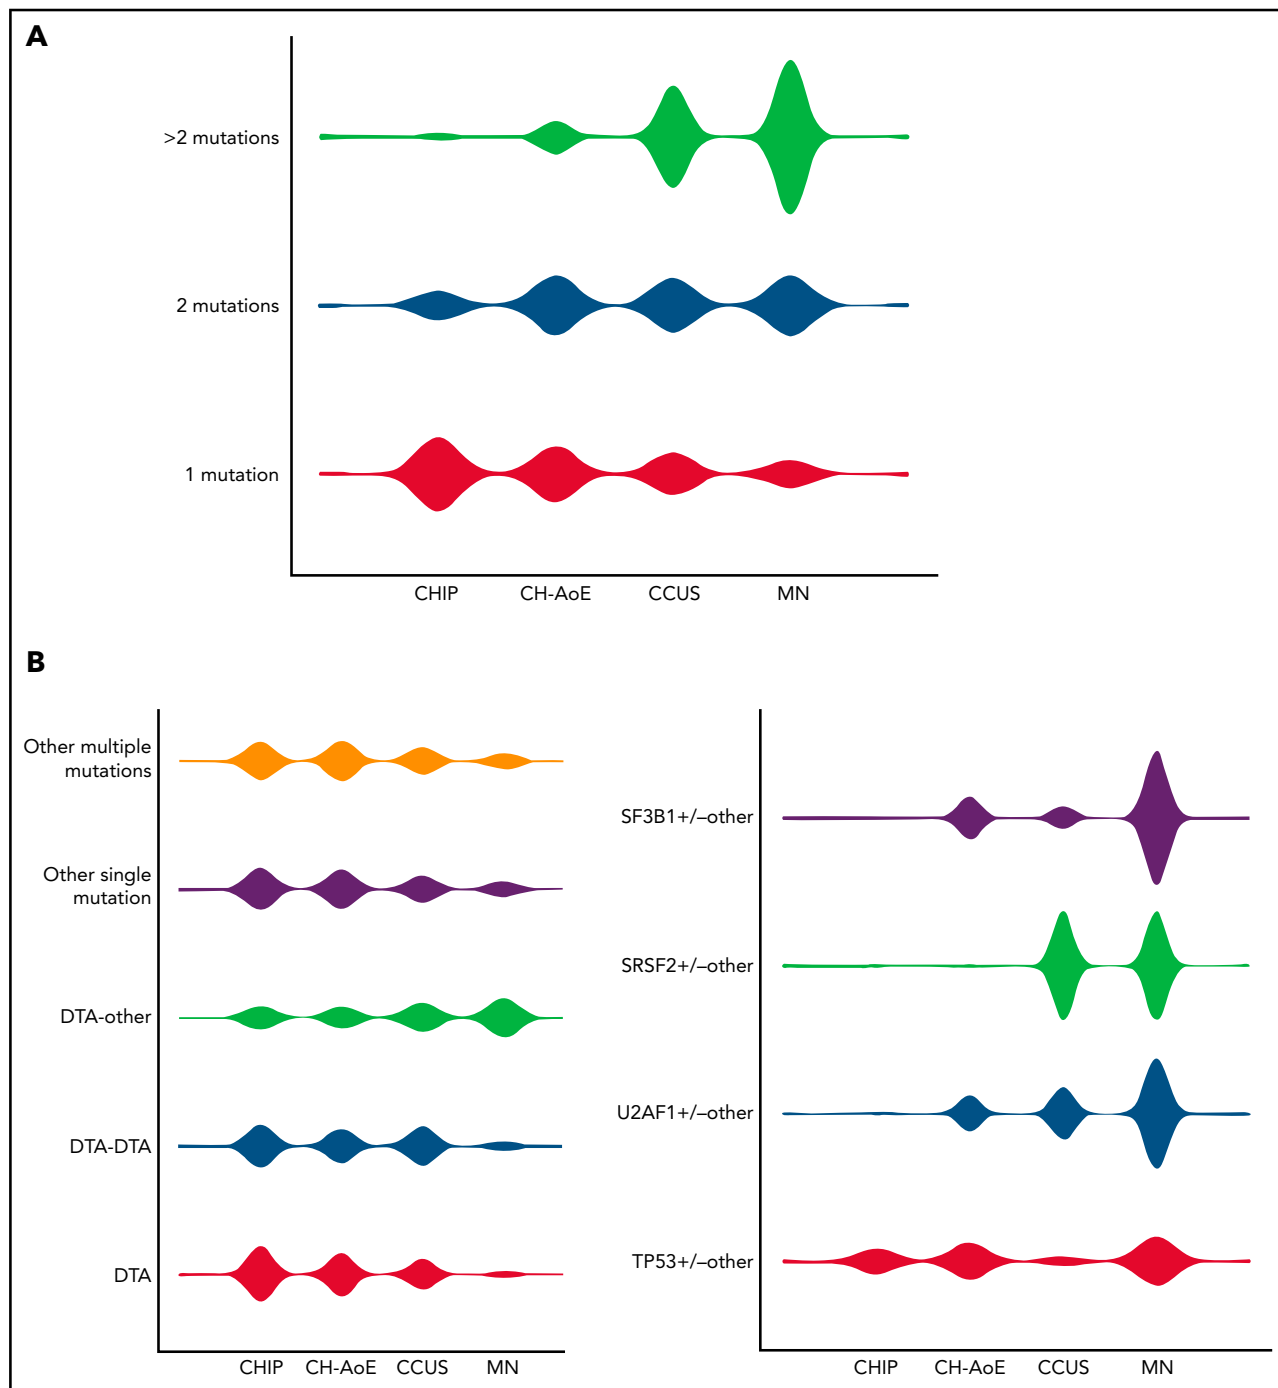 A
>2 mutations
2 mutations
1 mutation
CHIP CH-AoE CCUS MN
B
Other multiple
mutations
Other single
mutation
DTA-other
DTA-DTA
DTA
CHIP CH-AoE CCUS MN
SF3B1+/–other
SRSF2+/–other
U2AF1+/–other
TP53+/–other
CHIP CH-AoE CCUS MN